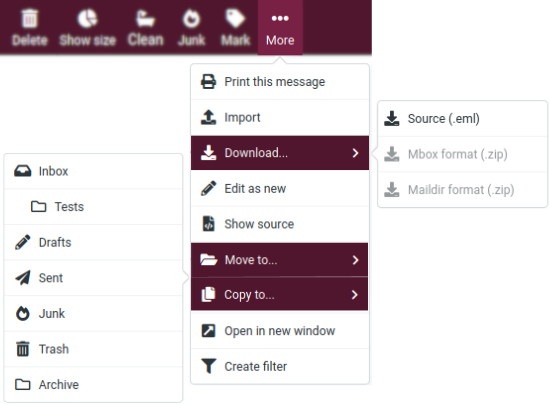 Delete
Show size
Clean
Junk
Mark
More
Print this message
Import
Download...
Edit as new
Show source
Move to...
Copy to...
Open in new window
Create filter
Source (.eml)
Mbox format (.zip)
Maildir format (.zip)
Inbox
Tests
Drafts
Sent
Junk
Trash
Archive